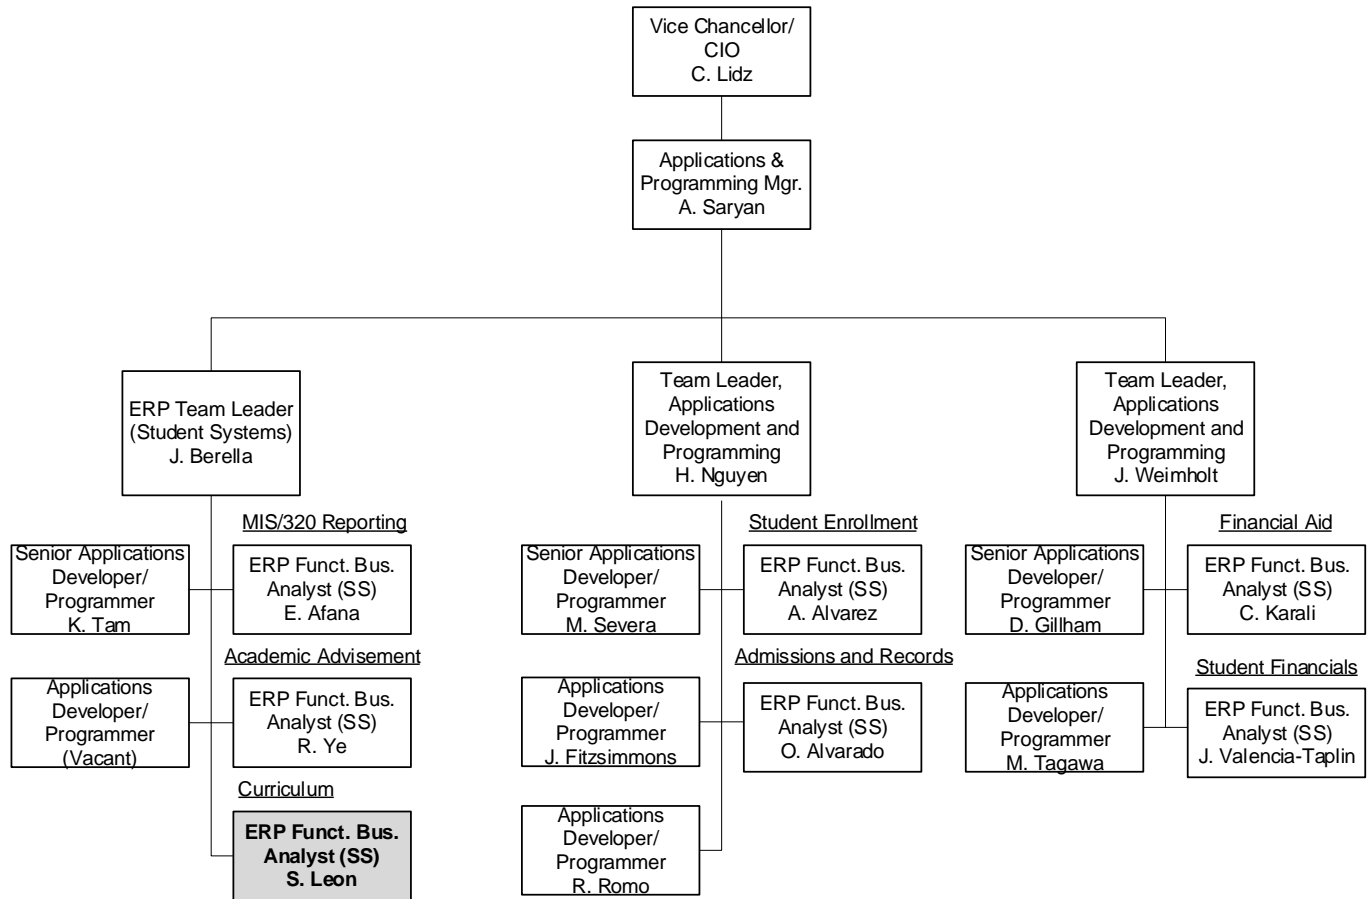 Vice Chancellor/
CIO
C. Lidz
Applications &
Programming Mgr.
A. Saryan
ERP Team Leader
(Student Systems)
J. Berella
Team Leader,
Applications
Development and
Programming
H. Nguyen
Team Leader,
Applications
Development and
Programming
J. Weimholt
MIS/320 Reporting
Senior Applications
Developer/
Programmer
K. Tam
ERP Funct. Bus.
Analyst (SS)
E. Afana
Academic Advisement
Applications
Developer/
Programmer
(Vacant)
ERP Funct. Bus.
Analyst (SS)
R. Ye
Curriculum
ERP Funct. Bus.
Analyst (SS)
S. Leon
Student Enrollment
Senior Applications
Developer/
Programmer
M. Severa
ERP Funct. Bus.
Analyst (SS)
A. Alvarez
Admissions and Records
Applications
Developer/
Programmer
J. Fitzsimmons
ERP Funct. Bus.
Analyst (SS)
O. Alvarado
Applications
Developer/
Programmer
R. Romo
Financial Aid
Senior Applications
Developer/
Programmer
D. Gillham
ERP Funct. Bus.
Analyst (SS)
C. Karali
Student Financials
Applications
Developer/
Programmer
M. Tagawa
ERP Funct. Bus.
Analyst (SS)
J. Valencia-Taplin